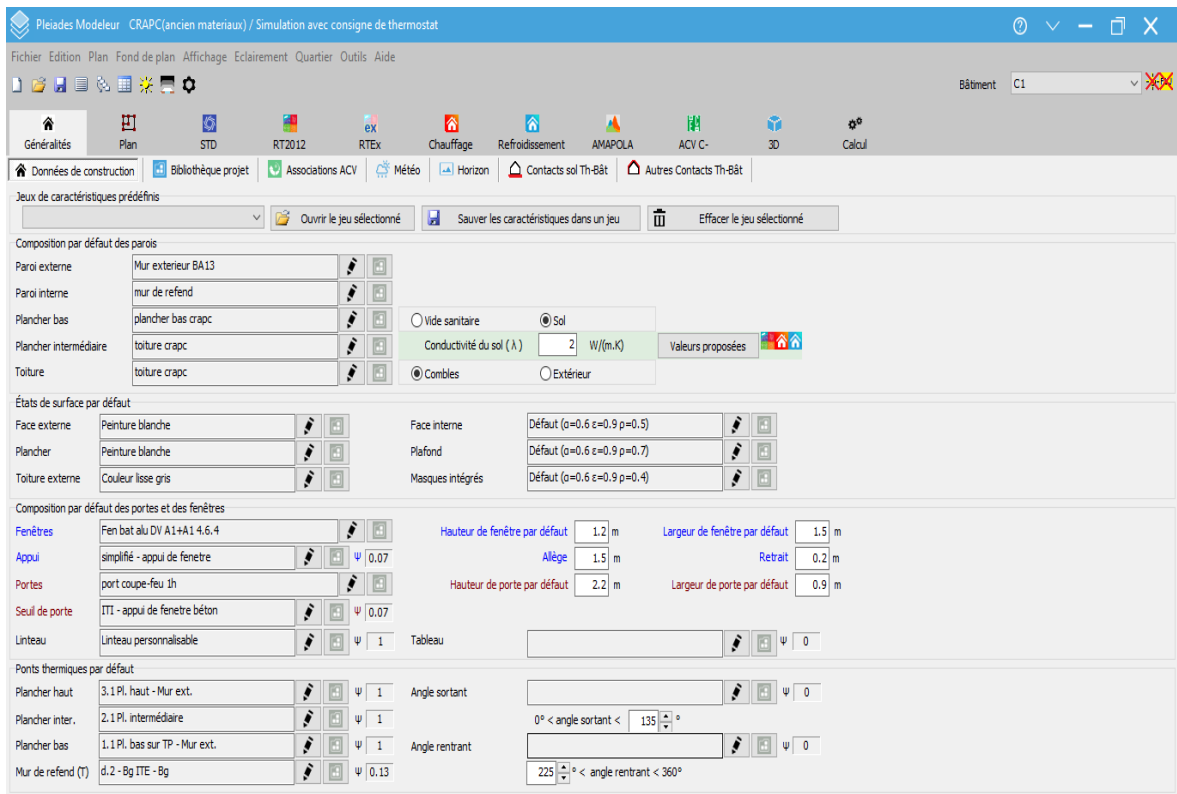 Pleiades Modeleur CRAPC(ancien materiaux) / Simulation avec consigne de thermostat
Fichier Edition Plan Fond de plan Affichage Eclairement Quartier Outils Aide
Bâtiment C1
Généralités Plan STD RT2012 ex RTEx Chauffage Refroidissement AMAPOLA ACV C- 3D Calcul
Données de construction Bibliothèque projet Associations ACV Météo Horizon Contacts sol Th-Bât Autres Contacts Th-Bât
Jeux de caractéristiques prédéfinis
Ouvrir le jeu sélectionné Sauver les caractéristiques dans un jeu Effacer le jeu sélectionné
Composition par défaut des parois
Paroi externe Mur exterieur BA13
Paroi interne mur de refend
Plancher bas plancher bas crapc Vide sanitaire Sol
Plancher intermédiaire toiture crapc Conductivité du sol ( λ ) 2 W/(m.K) Valeurs proposées
Toiture toiture crapc Combles Extérieur
États de surface par défaut
Face externe Peinture blanche Face interne Défaut (α=0.6 ε=0.9 ρ=0.5)
Plancher Peinture blanche Plafond Défaut (α=0.6 ε=0.9 ρ=0.7)
Toiture externe Couleur lisse gris Masques intégrés Défaut (α=0.6 ε=0.9 ρ=0.4)
Composition par défaut des portes et des fenêtres
Fenêtres Fen bat alu DV A1+A1 4.6.4 Hauteur de fenêtre par défaut 1.2 m Largeur de fenêtre par défaut 1.5 m
Appui simplifié - appui de fenetre Ψ 0.07 Allège 1.5 m Retrait 0.2 m
Portes port coupe-feu 1h Hauteur de porte par défaut 2.2 m Largeur de porte par défaut 0.9 m
Seuil de porte ITI - appui de fenetre béton Ψ 0.07
Linteau Linteau personnalisable Ψ 1 Tableau Ψ 0
Ponts thermiques par défaut
Plancher haut 3.1 Pl. haut - Mur ext. Ψ 1 Angle sortant Ψ 0
Plancher inter. 2.1 Pl. intermédiaire Ψ 1 0° < angle sortant < 135 °
Plancher bas 1.1 Pl. bas sur TP - Mur ext. Ψ 1 Angle rentrant Ψ 0
Mur de refend (T) d.2 - Bg ITE - Bg Ψ 0.13 225 ° < angle rentrant < 360°